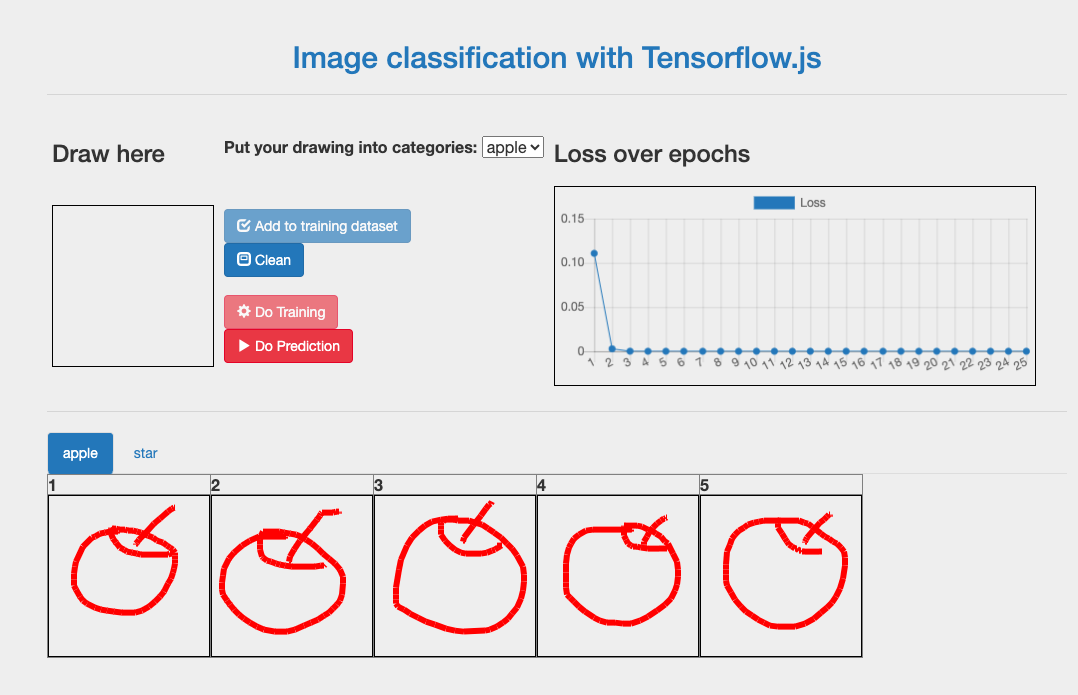 Image classification with Tensorflow.js
Draw here
Put your drawing into categories: apple
Add to training dataset
Clean
Do Training
Do Prediction
Loss over epochs
Loss
0.15
0.10
0.05
0
1 2 3 4 5 6 7 8 9 10 11 12 13 14 15 16 17 18 19 20 21 22 23 24 25
apple star
1 2 3 4 5